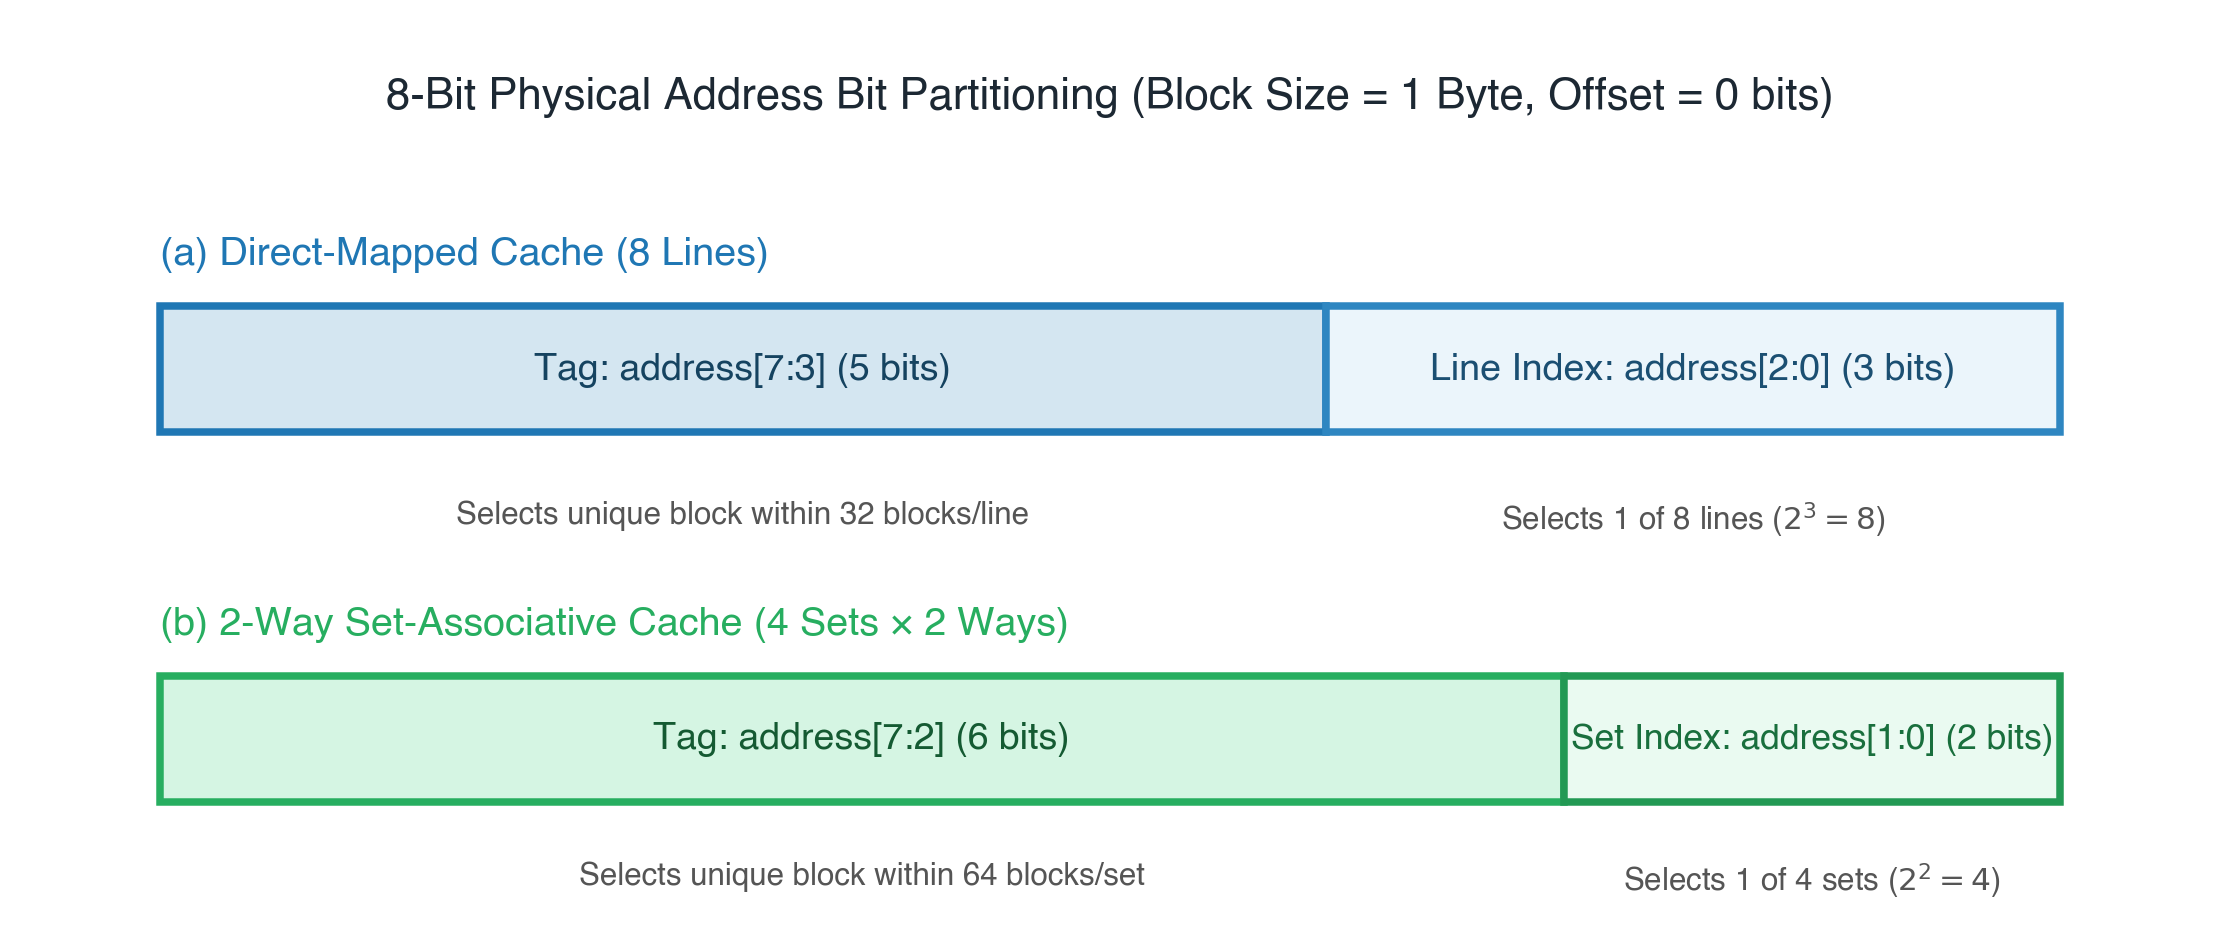 8-Bit Physical Address Bit Partitioning (Block Size = 1 Byte, Offset = 0 bits)
(a) Direct-Mapped Cache (8 Lines)
Tag: address[7:3] (5 bits)
Line Index: address[2:0] (3 bits)
Selects unique block within 32 blocks/line
Selects 1 of 8 lines (2³ = 8)
(b) 2-Way Set-Associative Cache (4 Sets × 2 Ways)
Tag: address[7:2] (6 bits)
Set Index: address[1:0] (2 bits)
Selects unique block within 64 blocks/set
Selects 1 of 4 sets (2² = 4)